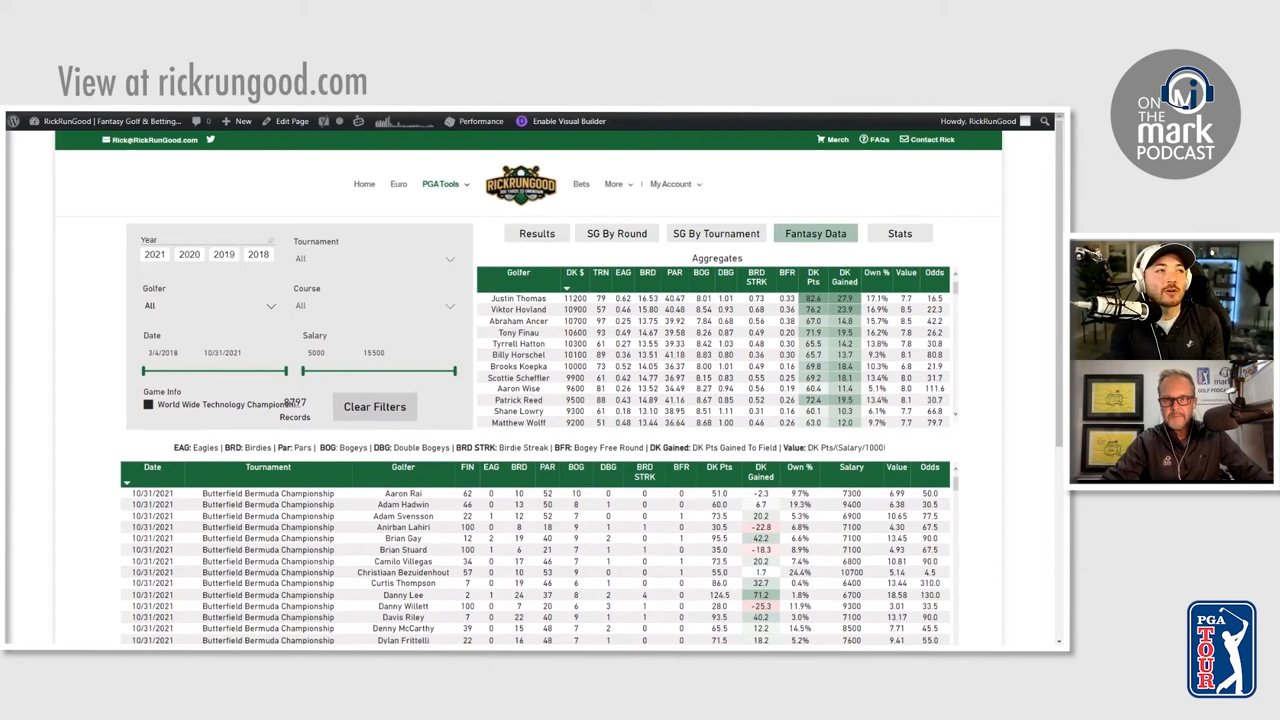 View at rickrungood.com
ON
THE
mark
PODCAST
RickRunGood | Fantasy Golf & Betting... New Edit Page Performance Enable Visual Builder Howdy, RickRunGood
Rick@RickRunGood.com Merch FAQs Contact Rick
Home Euro PGA Tools RICKRUNGOOD Bets More My Account
Year
2021 2020 2019 2018
Tournament
All
Golfer
All
Course
All
Date
3/4/2018 10/31/2021
Salary
5000 15500
Game Info
World Wide Technology Champion...
8797
Records
Clear Filters
Results SG By Round SG By Tournament Fantasy Data Stats
Aggregates
Golfer DK $ TRN EAG BRD PAR BOG DBG BRD STRK BFR DK Pts DK Gained Own % Value Odds
Justin Thomas 11200 79 0.62 16.53 40.47 8.01 1.01 0.73 0.33 82.6 27.9 17.1% 7.7 16.5
Viktor Hovland 10900 57 0.46 15.80 40.48 8.54 0.93 0.68 0.36 76.2 23.9 16.9% 8.5 22.3
Abraham Ancer 10700 97 0.25 13.75 39.92 7.84 0.66 0.56 0.38 67.0 14.8 15.7% 8.5 42.2
Tony Finau 10600 93 0.49 14.67 39.58 8.26 0.87 0.49 0.20 71.9 19.5 16.2% 7.8 26.2
Tyrrell Hatton 10300 61 0.27 13.55 39.33 8.42 1.03 0.48 0.30 65.5 14.2 13.8% 7.8 30.8
Billy Horschel 10100 89 0.36 13.51 41.18 8.83 0.80 0.36 0.30 65.7 13.7 9.3% 8.1 80.8
Brooks Koepka 10000 73 0.52 14.05 36.37 8.01 1.00 0.49 0.34 69.8 18.4 10.3% 6.8 21.9
Scottie Scheffler 9900 61 0.42 14.77 36.97 8.15 0.83 0.55 0.25 69.2 18.1 13.4% 8.0 31.7
Aaron Wise 9600 81 0.26 13.52 34.49 8.27 0.94 0.56 0.19 60.4 11.4 5.1% 8.0 111.6
Patrick Reed 9500 88 0.43 14.89 41.16 8.67 0.85 0.52 0.26 72.4 19.5 13.4% 8.1 30.7
Shane Lowry 9300 61 0.18 13.10 38.95 8.51 1.11 0.31 0.16 60.1 10.3 6.1% 7.8 66.8
Matthew Wolff 9200 51 0.48 13.44 36.64 8.68 1.00 0.46 0.20 63.0 12.0 9.7% 7.5 79.7
EAG: Eagles | BRD: Birdies | Par: Pars | BOG: Bogeys | DBG: Double Bogeys | BRD STRK: Birdie Streak | BFR: Bogey Free Round | DK Gained: DK Pts Gained To Field | Value: DK Pts/(Salary/1000)
Date Tournament Golfer FIN EAG BRD PAR BOG DBG BRD STRK BFR DK Pts DK Gained Own % Salary Value Odds
10/31/2021 Butterfield Bermuda Championship Aaron Rai 62 0 10 52 10 0 0 0 51.0 -2.3 9.7% 7300 6.99 50.0
10/31/2021 Butterfield Bermuda Championship Adam Hadwin 46 0 13 50 8 1 0 0 60.0 6.7 19.3% 9400 6.38 30.5
10/31/2021 Butterfield Bermuda Championship Adam Svensson 22 1 12 52 7 0 0 1 73.5 20.2 5.3% 6900 10.65 77.5
10/31/2021 Butterfield Bermuda Championship Anirban Lahiri 100 0 8 18 9 1 1 0 30.5 -22.8 6.8% 7100 4.30 67.5
10/31/2021 Butterfield Bermuda Championship Brian Gay 12 2 19 40 9 2 0 1 95.5 42.2 6.6% 7100 13.45 90.0
10/31/2021 Butterfield Bermuda Championship Brian Stuard 100 1 6 21 7 1 1 0 35.0 -18.3 8.9% 7100 4.93 67.5
10/31/2021 Butterfield Bermuda Championship Camilo Villegas 34 0 17 46 9 0 0 1 73.5 20.2 7.4% 6800 10.81 90.0
10/31/2021 Butterfield Bermuda Championship Christiaan Bezuidenhout 57 0 10 53 9 0 0 1 55.0 1.7 24.4% 10700 5.14 4.5
10/31/2021 Butterfield Bermuda Championship Curtis Thompson 7 0 19 46 6 1 1 0 86.0 32.7 0.4% 6400 13.44 310.0
10/31/2021 Butterfield Bermuda Championship Danny Lee 2 1 24 37 8 2 4 0 124.5 71.2 1.8% 6700 18.58 130.0
10/31/2021 Butterfield Bermuda Championship Danny Willett 100 0 7 20 6 3 1 0 28.0 -25.3 11.9% 9300 3.01 33.5
10/31/2021 Butterfield Bermuda Championship Davis Riley 7 0 22 40 9 1 1 0 93.5 40.2 3.0% 7100 13.17 90.0
10/31/2021 Butterfield Bermuda Championship Denny McCarthy 39 0 15 48 7 2 0 0 65.5 12.2 14.5% 8500 7.71 45.5
10/31/2021 Butterfield Bermuda Championship Dylan Frittelli 22 0 16 48 8 0 0 0 71.5 18.2 5.2% 7600 9.41 55.0
PGA
TOUR